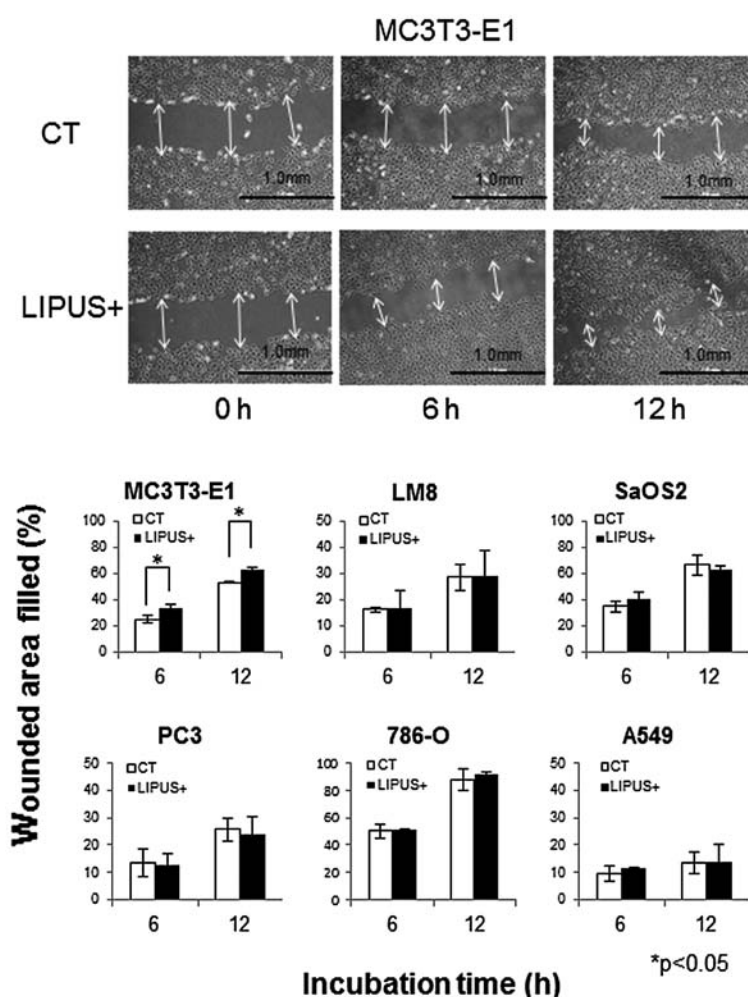 MC3T3-E1
CT
1.0mm
1.0mm
1.0mm
LIPUS+
1.0mm
1.0mm
1.0mm
0 h
6 h
12 h
Wounded area filled (%)
MC3T3-E1
100
80
60
40
20
0
CT
LIPUS+
*
*
6
12
LM8
50
40
30
20
10
0
CT
LIPUS+
6
12
SaOS2
100
80
60
40
20
0
CT
LIPUS+
6
12
PC3
50
40
30
20
10
0
CT
LIPUS+
6
12
786-O
100
80
60
40
20
0
CT
LIPUS+
6
12
A549
50
40
30
20
10
0
CT
LIPUS+
6
12
*p<0.05
Incubation time (h)